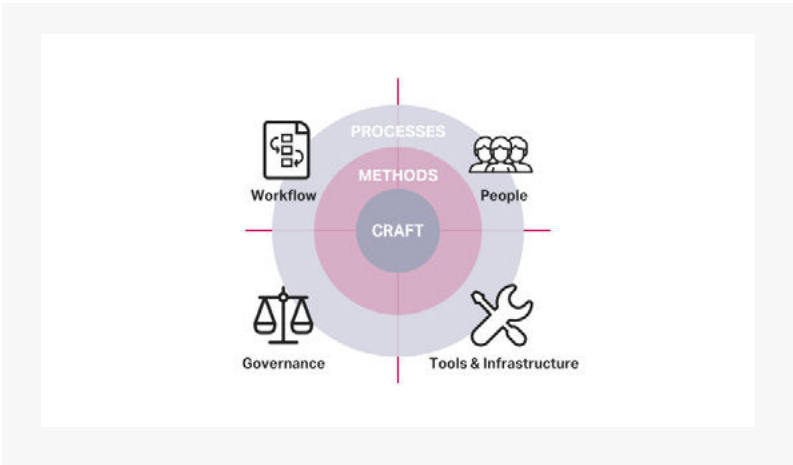 PROCESSES
METHODS
Workflow
People
CRAFT
Governance
Tools & Infrastructure